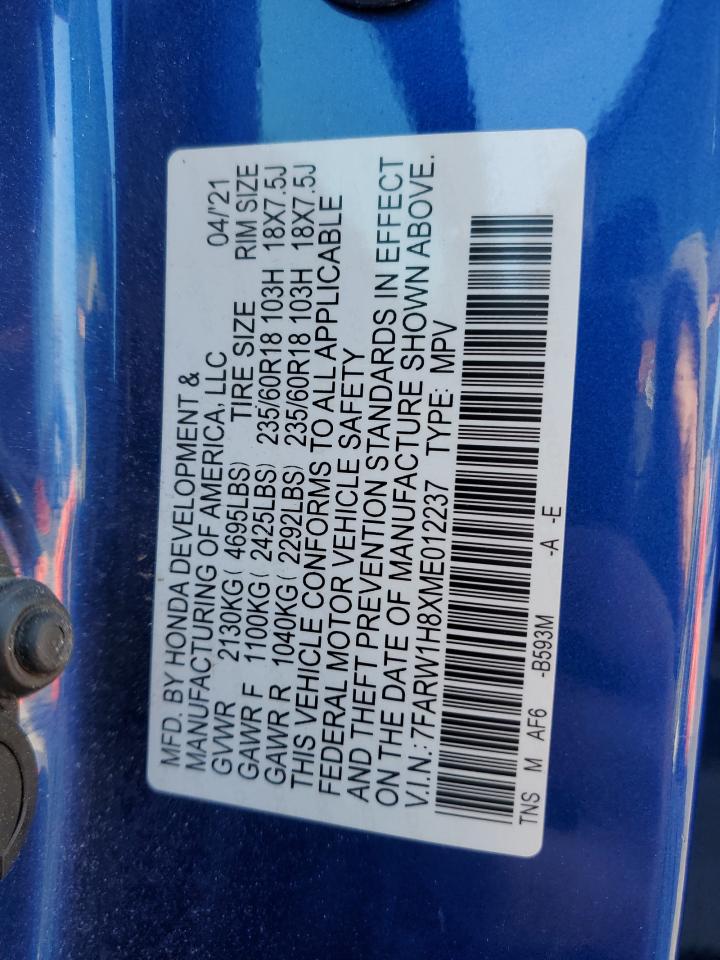 MFD. BY HONDA DEVELOPMENT &
MANUFACTURING OF AMERICA, LLC 04/'21
GVWR 2130KG( 4695LBS) TIRE SIZE RIM SIZE
GAWR F 1100KG( 2425LBS) 235/60R18 103H 18X7.5J
GAWR R 1040KG( 2292LBS) 235/60R18 103H 18X7.5J
THIS VEHICLE CONFORMS TO ALL APPLICABLE
FEDERAL MOTOR VEHICLE SAFETY
AND THEFT PREVENTION STANDARDS IN EFFECT
ON THE DATE OF MANUFACTURE SHOWN ABOVE.
V.I.N.: 7FARW1H8XME012237 TYPE: MPV
TNS M AF6 -B593M -A -E